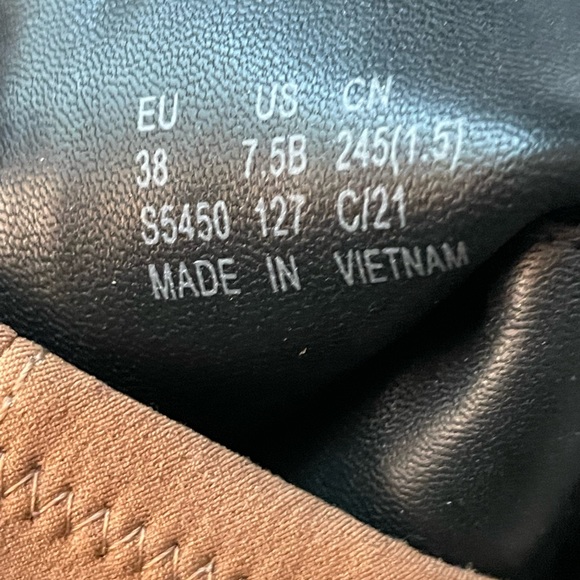 EU US CN
38 7.5B 245(1.5)
S5450 127 C/21
MADE IN VIETNAM